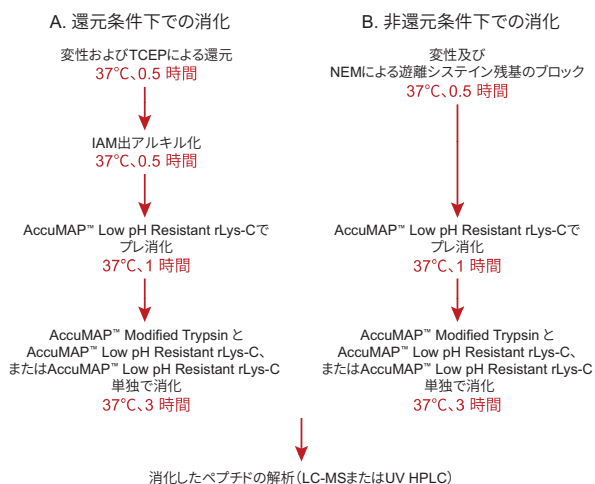 A. 還元条件下での消化
変性およびTCEPによる還元
37°C、0.5 時間
IAM出アルキル化
37°C、0.5 時間
AccuMAP™ Low pH Resistant rLys-Cで
プレ消化
37°C、1 時間
AccuMAP™ Modified Trypsin と
AccuMAP™ Low pH Resistant rLys-C、
またはAccuMAP™ Low pH Resistant rLys-C
単独で消化
37°C、3 時間
B. 非還元条件下での消化
変性及び
NEMによる遊離システイン残基のブロック
37°C、0.5 時間
AccuMAP™ Low pH Resistant rLys-Cで
プレ消化
37°C、1 時間
AccuMAP™ Modified Trypsin と
AccuMAP™ Low pH Resistant rLys-C、
またはAccuMAP™ Low pH Resistant rLys-C
単独で消化
37°C、3 時間
消化したペプチドの解析（LC-MSまたはUV HPLC）